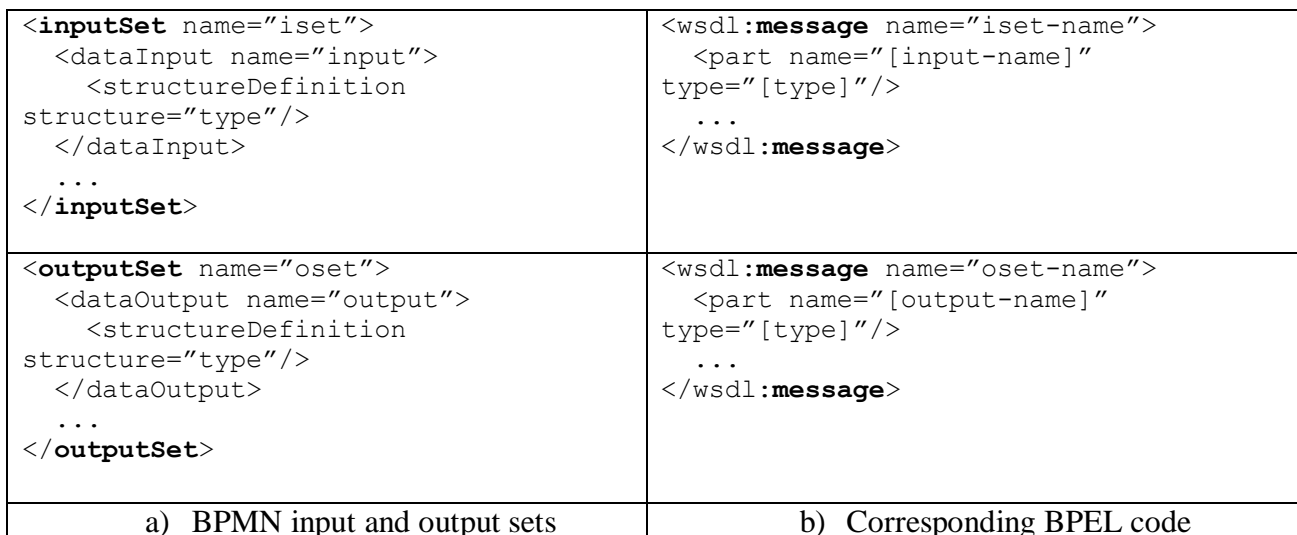 <inputSet name=”iset”>
<dataInput name=”input”>
<structureDefinition
structure=”type”/>
</dataInput>
...
</inputSet>
<wsdl:message name=”iset-name”>
<part name=”[input-name]”
type=”[type]”/>
...
</wsdl:message>
<outputSet name=”oset”>
<dataOutput name=”output”>
<structureDefinition
structure=”type”/>
</dataOutput>
...
</outputSet>
<wsdl:message name=”oset-name”>
<part name=”[output-name]”
type=”[type]”/>
...
</wsdl:message>
a) BPMN input and output sets
b) Corresponding BPEL code